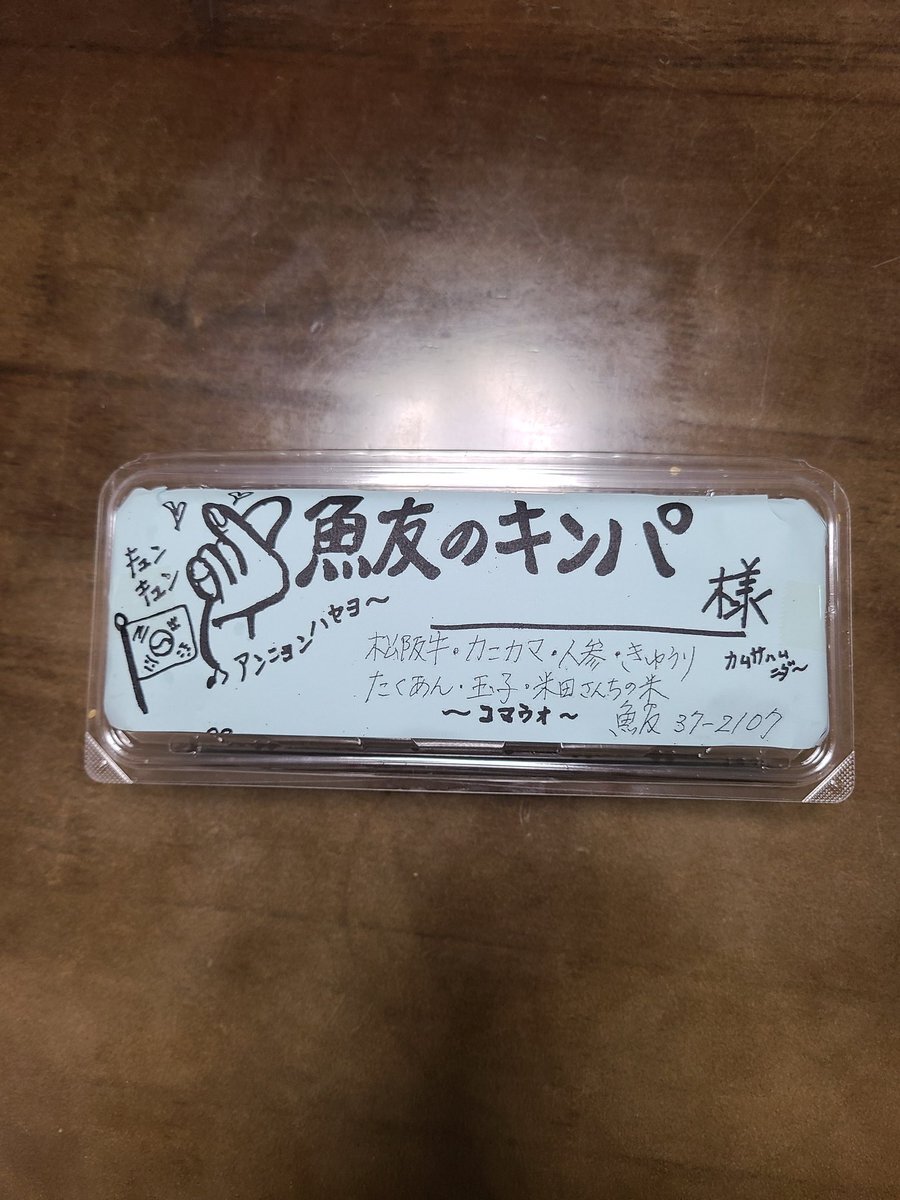 魚友のキンパ
様
キュン
キュン
アンニョンハセヨ〜
松阪牛・カニカマ・人参・きゅうり
たくあん・玉子・米田さんちの米
カムサハム
ニダ〜
〜コマウォ〜
魚友 37-2107